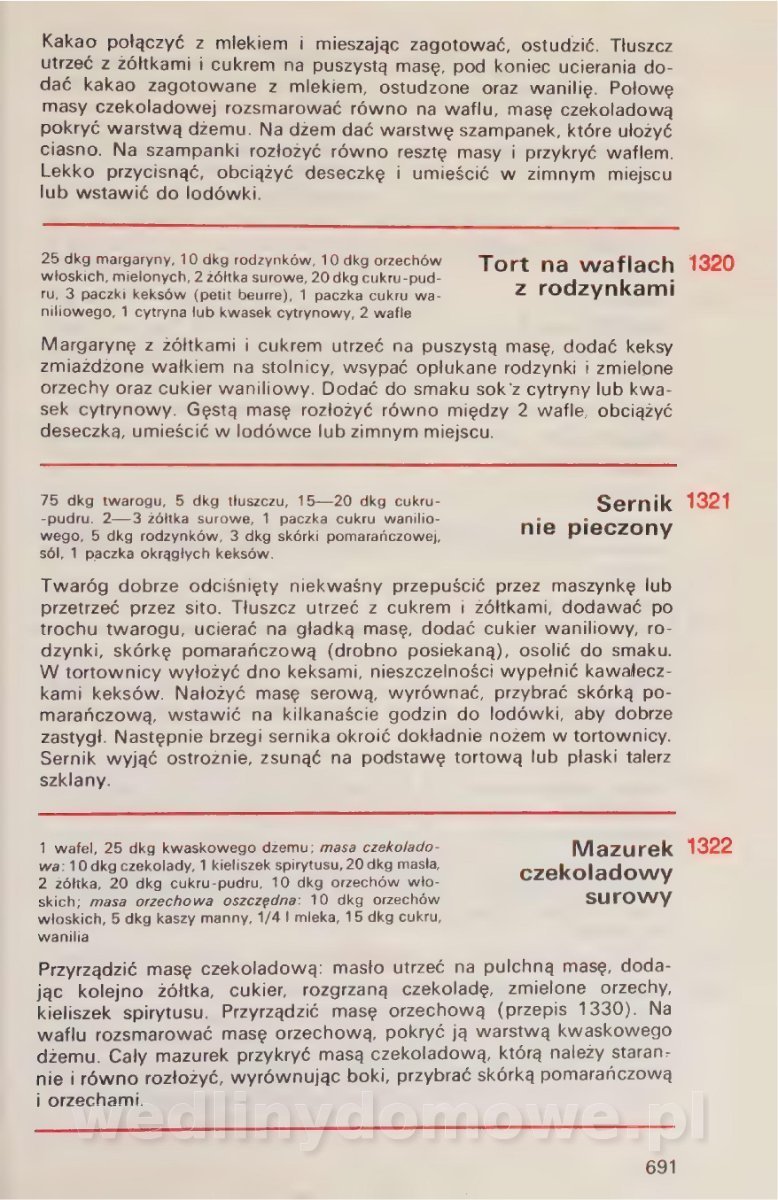 Kakao połączyć z mlekiem i mieszając zagotować, ostudzić. Tłuszcz
utrzeć z żółtkami i cukrem na puszystą masę, pod koniec ucierania do-
dać kakao zagotowane z mlekiem, ostudzone oraz wanilię. Połowę
masy czekoladowej rozsmarować równo na waflu, masę czekoladową
pokryć warstwą dżemu. Na dżem dać warstwę szampanek, które ułożyć
ciasno. Na szampanki rozłożyć równo resztę masy i przykryć waflem.
Lekko przycisnąć, obciążyć deseczkę i umieścić w zimnym miejscu
lub wstawić do lodówki.
25 dkg margaryny, 10 dkg rodzynków, 10 dkg orzechów
włoskich, mielonych, 2 żółtka surowe, 20 dkg cukru-pud-
ru, 3 paczki keksów (petit beurre), 1 paczka cukru wa-
niliowego, 1 cytryna lub kwasek cytrynowy, 2 wafle
Tort na waflach 1320
z rodzynkami
Margarynę z żółtkami i cukrem utrzeć na puszystą masę, dodać keksy
zmiażdżone wałkiem na stolnicy, wsypać opłukane rodzynki i zmielone
orzechy oraz cukier waniliowy. Dodać do smaku sok z cytryny lub kwa-
sek cytrynowy. Gęstą masę rozłożyć równo między 2 wafle, obciążyć
deseczką, umieścić w lodówce lub zimnym miejscu.
75 dkg twarogu, 5 dkg tłuszczu, 15—20 dkg cukru-
-pudru. 2—3 żółtka surowe, 1 paczka cukru wanilio-
wego, 5 dkg rodzynków, 3 dkg skórki pomarańczowej,
sól, 1 paczka okrągłych keksów.
Sernik 1321
nie pieczony
Twaróg dobrze odciśnięty niekwaśny przepuścić przez maszynkę lub
przetrzeć przez sito. Tłuszcz utrzeć z cukrem i żółtkami, dodawać po
trochu twarogu, ucierać na gładką masę, dodać cukier waniliowy, ro-
dzynki, skórkę pomarańczową (drobno posiekaną), osolić do smaku.
W tortownicy wyłożyć dno keksami, nieszczelności wypełnić kawałecz-
kami keksów. Nałożyć masę serową, wyrównać, przybrać skórką po-
marańczową, wstawić na kilkanaście godzin do lodówki, aby dobrze
zastygł. Następnie brzegi sernika okroić dokładnie nożem w tortownicy.
Sernik wyjąć ostrożnie, zsunąć na podstawę tortową lub płaski talerz
szklany.
1 wafel, 25 dkg kwaskowego dżemu; masa czekolado-
wa: 10 dkg czekolady, 1 kieliszek spirytusu, 20 dkg masła,
2 żółtka, 20 dkg cukru-pudru, 10 dkg orzechów wło-
skich; masa orzechowa oszczędna: 10 dkg orzechów
włoskich, 5 dkg kaszy manny, 1/4 l mleka, 15 dkg cukru,
wanilia
Mazurek 1322
czekoladowy
surowy
Przyrządzić masę czekoladową: masło utrzeć na pulchną masę, doda-
jąc kolejno żółtka, cukier, rozgrzaną czekoladę, zmielone orzechy,
kieliszek spirytusu. Przyrządzić masę orzechową (przepis 1330). Na
waflu rozsmarować masę orzechową, pokryć ją warstwą kwaskowego
dżemu. Cały mazurek przykryć masą czekoladową, którą należy staran-
nie i równo rozłożyć, wyrównując boki, przybrać skórką pomarańczową
i orzechami.
wedlinydomowe.pl
691